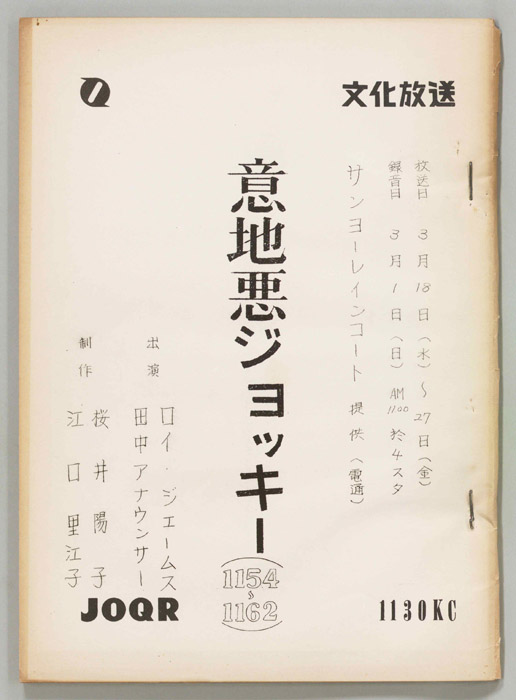 文化放送
放送日 3月18日(水)～27日(金)
録音日 3月1日(日) AM 11:00 於4スタ
サンヨーレインコート 提供(電通)
意地悪ジョッキー
1154
～
1162
出演 ロイ・ジェームス
田中アナウンサー
制作 桜井陽子
江口里江子
JOQR
1130KC